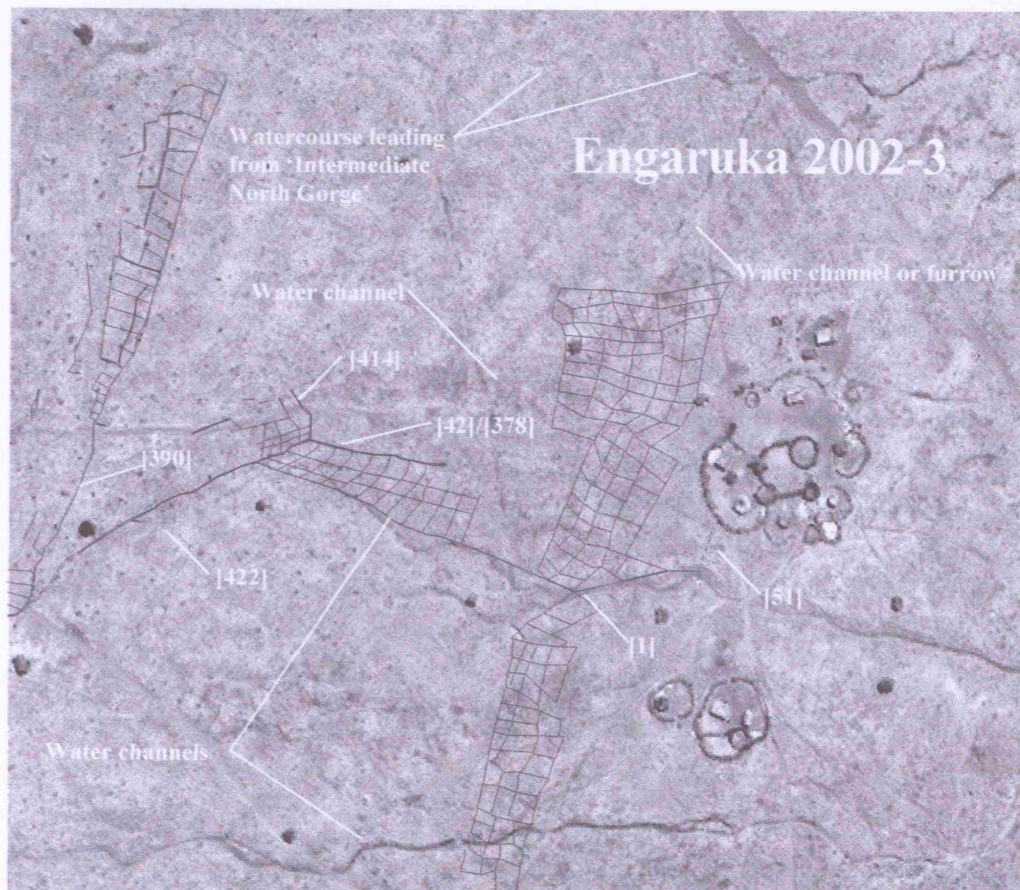 Watercourse leading
from 'Intermediate
North Gorge'
Engaruka 2002-3
Water channel or furrow
Water channel
[414]
[42]/[378]
[390]
[422]
[51]
[1]
Water channels